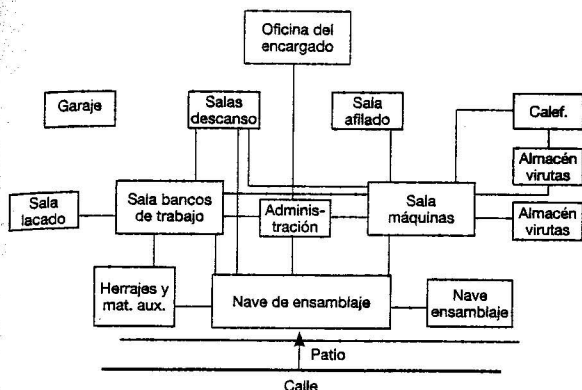 Oficina del
encargado
Garaje
Salas
descanso
Sala
afilado
Calef.
Almacén
virutas
Sala
lacado
Sala bancos
de trabajo
Adminis-
tración
Sala
máquinas
Almacén
virutas
Herrajes y
mat. aux.
Nave de ensamblaje
Nave
ensamblaje
Patio
Calle